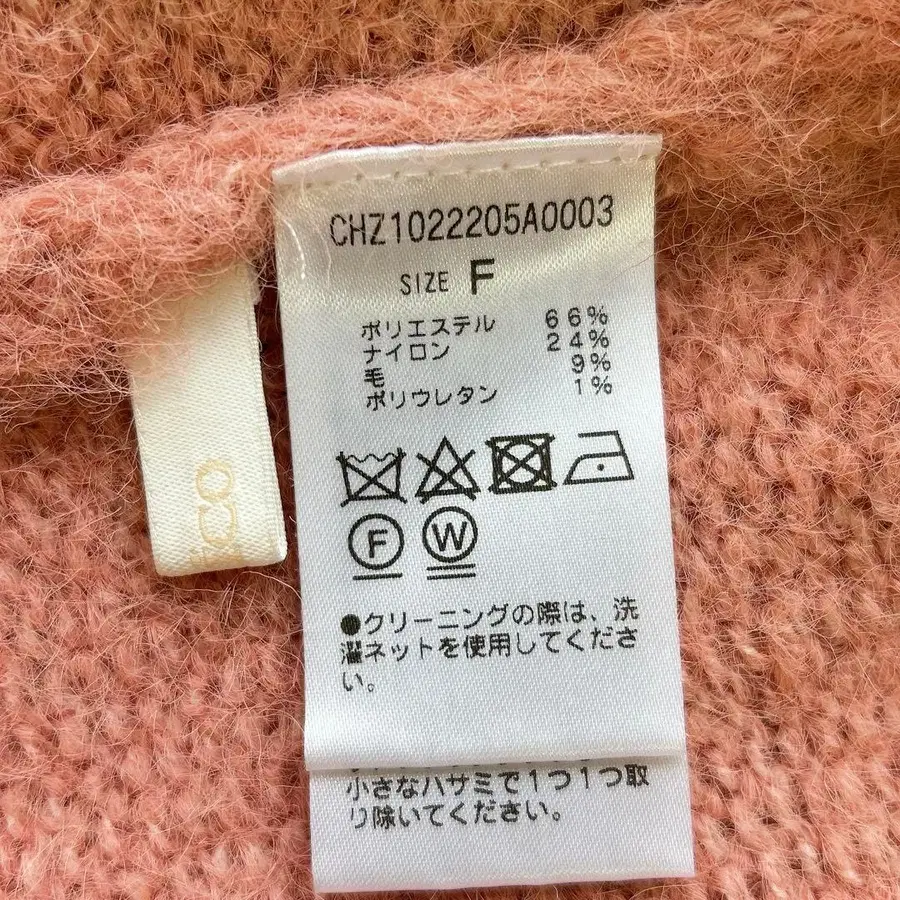 CHZ1022205A0003
SIZE F
ポリエステル 66%
ナイロン 24%
毛 9%
ポリウレタン 1%
F W
●クリーニングの際は、洗
濯ネットを使用してくださ
い。
小さなハサミで1つ1つ取
り除いてください。
ico